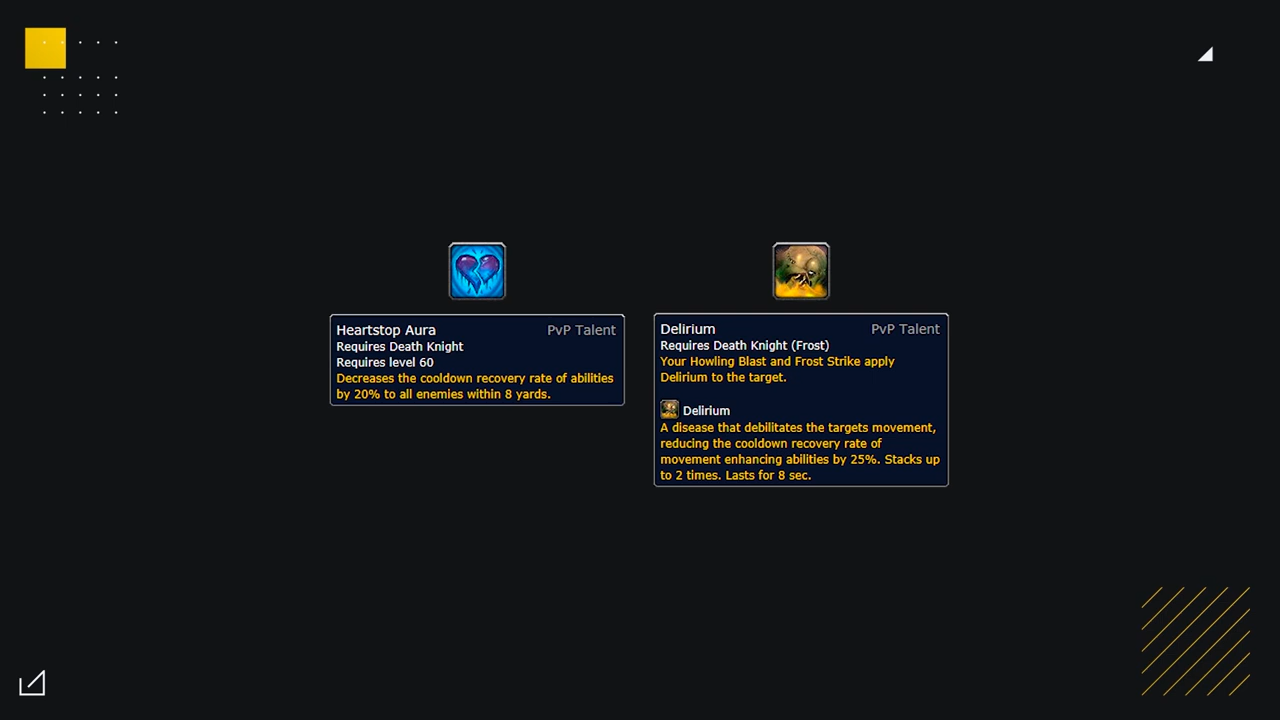 Heartstop Aura PvP Talent
Requires Death Knight
Requires level 60
Decreases the cooldown recovery rate of abilities
by 20% to all enemies within 8 yards.
Delirium PvP Talent
Requires Death Knight (Frost)
Your Howling Blast and Frost Strike apply
Delirium to the target.
Delirium
A disease that debilitates the targets movement,
reducing the cooldown recovery rate of
movement enhancing abilities by 25%. Stacks up
to 2 times. Lasts for 8 sec.